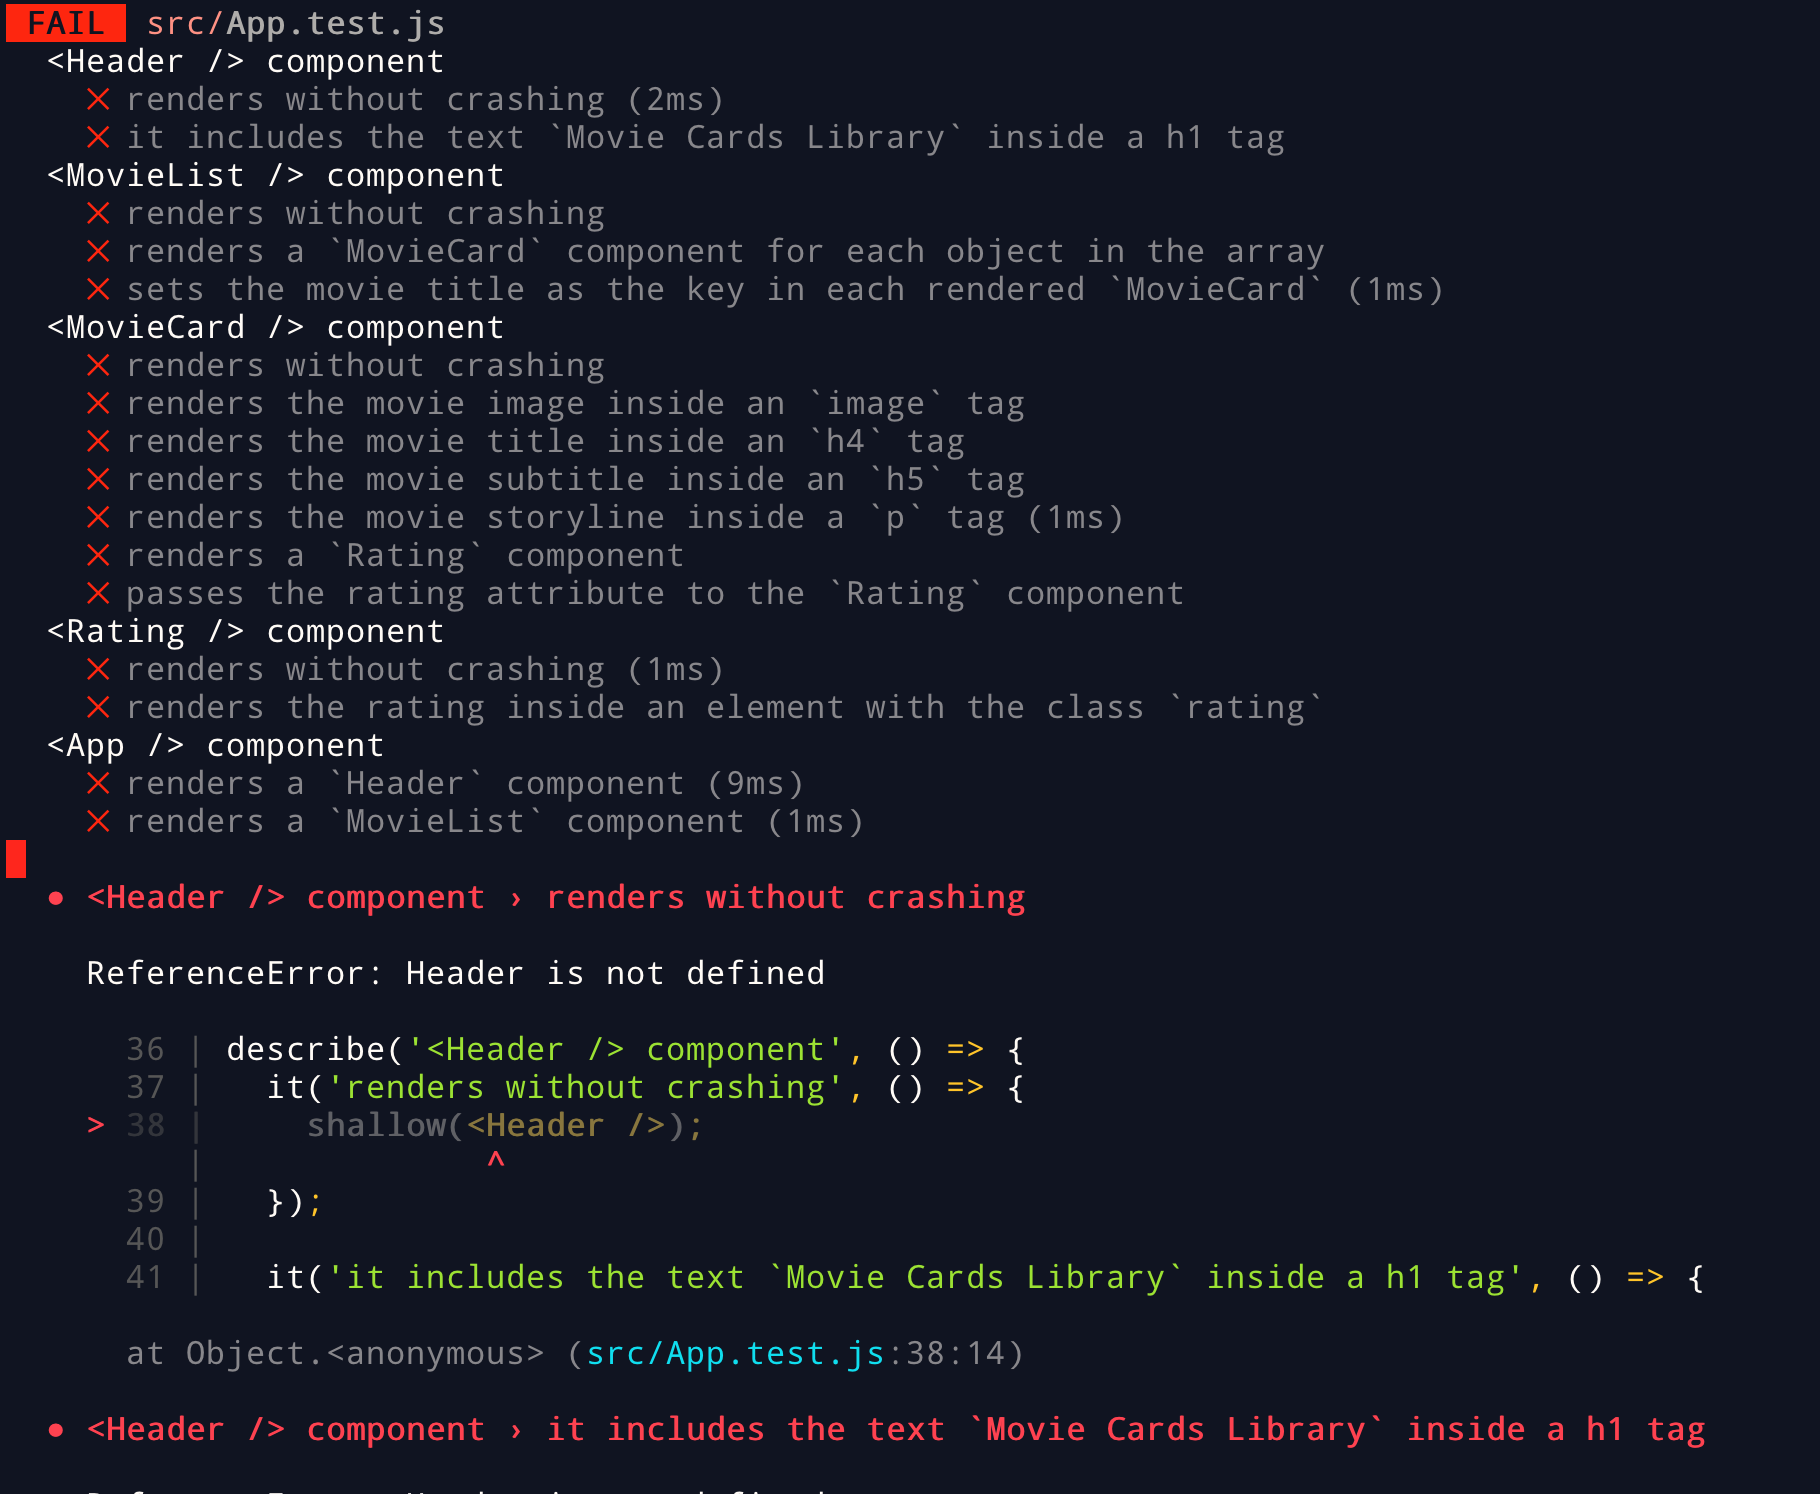 FAIL src/App.test.js
<Header /> component
✕ renders without crashing (2ms)
✕ it includes the text `Movie Cards Library` inside a h1 tag
<MovieList /> component
✕ renders without crashing
✕ renders a `MovieCard` component for each object in the array
✕ sets the movie title as the key in each rendered `MovieCard` (1ms)
<MovieCard /> component
✕ renders without crashing
✕ renders the movie image inside an `image` tag
✕ renders the movie title inside an `h4` tag
✕ renders the movie subtitle inside an `h5` tag
✕ renders the movie storyline inside a `p` tag (1ms)
✕ renders a `Rating` component
✕ passes the rating attribute to the `Rating` component
<Rating /> component
✕ renders without crashing (1ms)
✕ renders the rating inside an element with the class `rating`
<App /> component
✕ renders a `Header` component (9ms)
✕ renders a `MovieList` component (1ms)
● <Header /> component › renders without crashing
ReferenceError: Header is not defined
36 | describe('<Header /> component', () => {
37 |   it('renders without crashing', () => {
> 38 |     shallow(<Header />);
|              ^
39 |   });
40 |
41 |   it('it includes the text `Movie Cards Library` inside a h1 tag', () => {
at Object.<anonymous> (src/App.test.js:38:14)
● <Header /> component › it includes the text `Movie Cards Library` inside a h1 tag